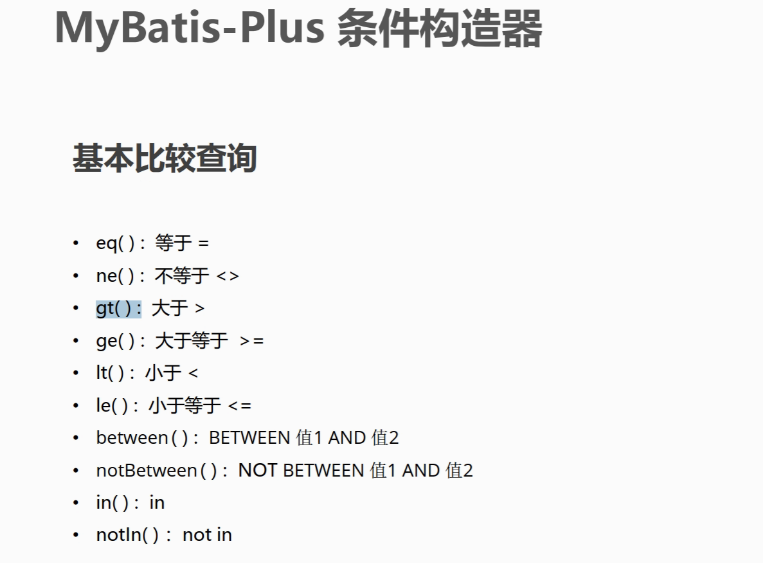 MyBatis-Plus 条件构造器
基本比较查询
• eq( ) : 等于 =
• ne( ) : 不等于 <>
• gt( ) : 大于 >
• ge( ) : 大于等于 >=
• lt( ) : 小于 <
• le( ) : 小于等于 <=
• between( ) : BETWEEN 值1 AND 值2
• notBetween( ) : NOT BETWEEN 值1 AND 值2
• in( ) : in
• notIn( ) : not in